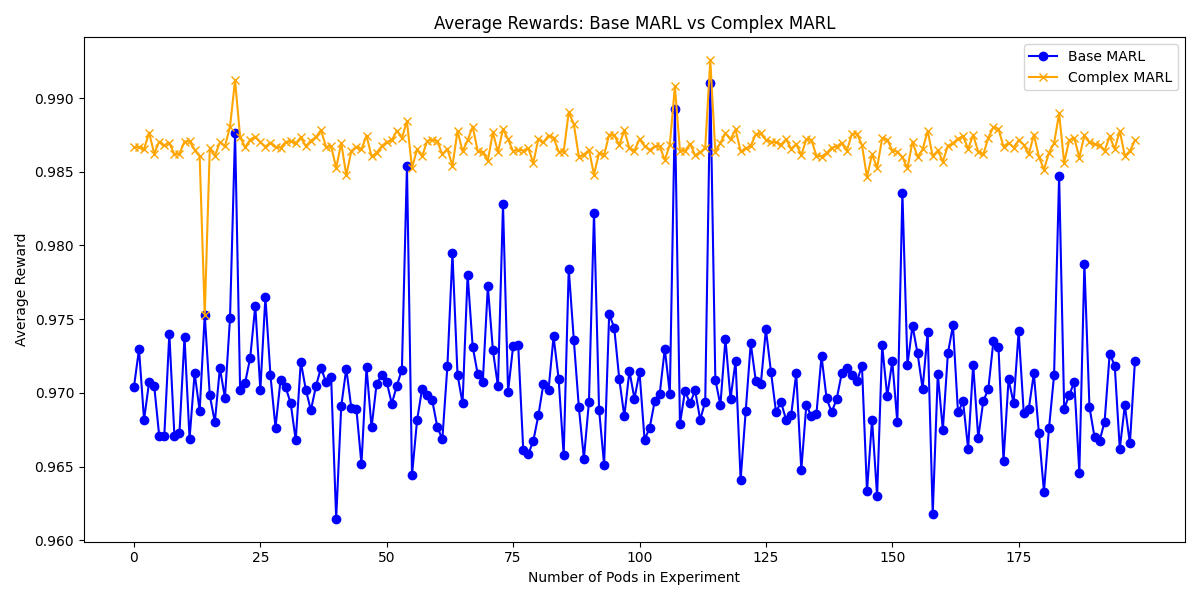 Average Rewards: Base MARL vs Complex MARL
Base MARL
Complex MARL
Average Reward
0.990
0.985
0.980
0.975
0.970
0.965
0.960
0 25 50 75 100 125 150 175
Number of Pods in Experiment